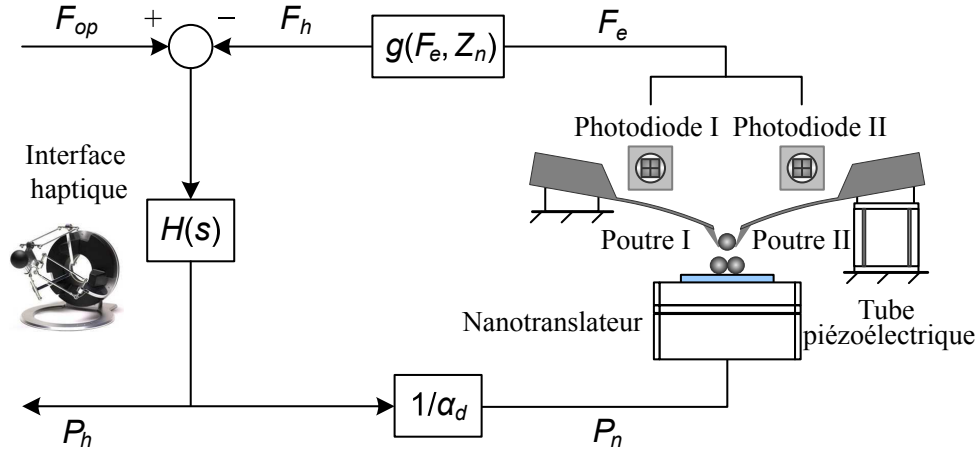 F_op + − F_h g(F_e, Z_n) F_e
Photodiode I Photodiode II
Interface
haptique
H(s)
Poutre I Poutre II
Nanotranslateur
Tube
piézoélectrique
P_h 1/α_d P_n